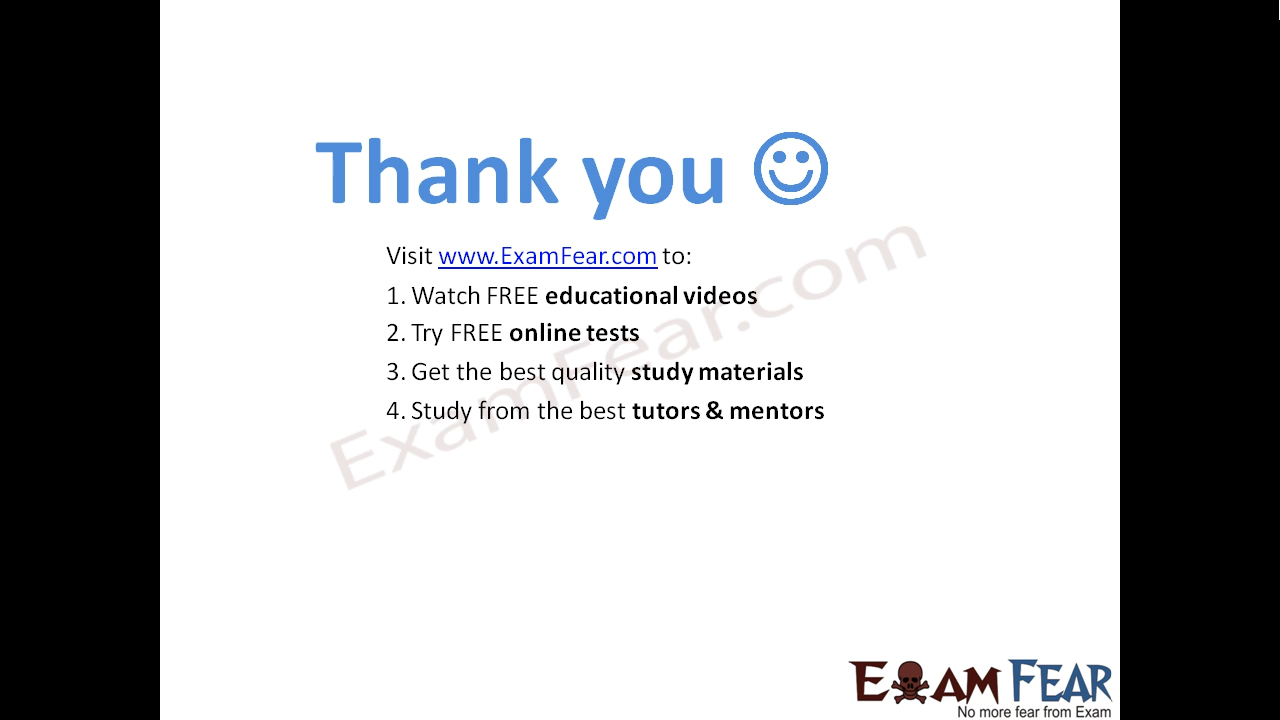 Thank you ☺
Visit www.ExamFear.com to:
1. Watch FREE educational videos
2. Try FREE online tests
3. Get the best quality study materials
4. Study from the best tutors & mentors
ExamFear.com
EXAM FEAR
No more fear from Exam